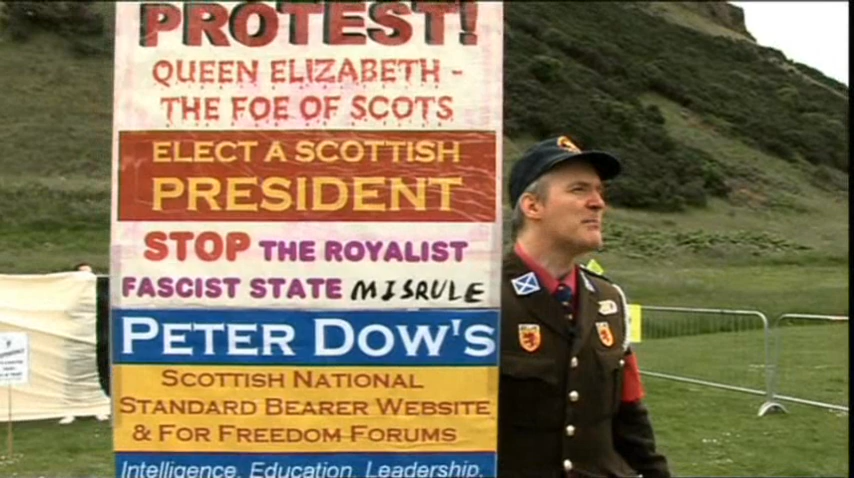 PROTEST!
QUEEN ELIZABETH -
THE FOE OF SCOTS
ELECT A SCOTTISH
PRESIDENT
STOP THE ROYALIST
FASCIST STATE MISRULE
PETER DOW'S
SCOTTISH NATIONAL
STANDARD BEARER WEBSITE
& FOR FREEDOM FORUMS
Intelligence, Education, Leadership,